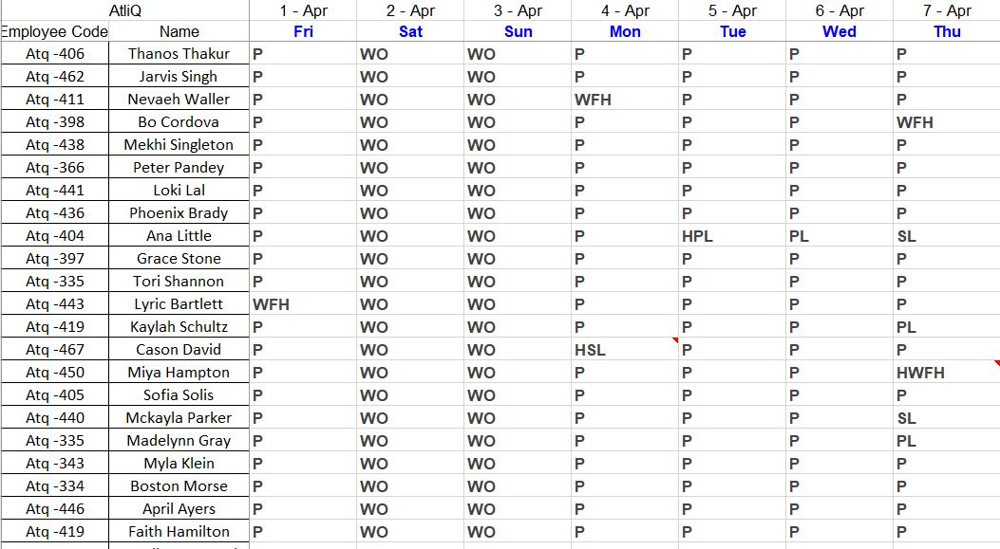 AtliQ 1 - Apr 2 - Apr 3 - Apr 4 - Apr 5 - Apr 6 - Apr 7 - Apr
Employee Code Name Fri Sat Sun Mon Tue Wed Thu
Atq -406 Thanos Thakur P WO WO P P P P
Atq -462 Jarvis Singh P WO WO P P P P
Atq -411 Nevaeh Waller P WO WO WFH P P P
Atq -398 Bo Cordova P WO WO P P P WFH
Atq -438 Mekhi Singleton P WO WO P P P P
Atq -366 Peter Pandey P WO WO P P P P
Atq -441 Loki Lal P WO WO P P P P
Atq -436 Phoenix Brady P WO WO P P P P
Atq -404 Ana Little P WO WO P HPL PL SL
Atq -397 Grace Stone P WO WO P P P P
Atq -335 Tori Shannon P WO WO P P P P
Atq -443 Lyric Bartlett WFH WO WO P P P P
Atq -419 Kaylah Schultz P WO WO P P P PL
Atq -467 Cason David P WO WO HSL P P P
Atq -450 Miya Hampton P WO WO P P P HWFH
Atq -405 Sofia Solis P WO WO P P P P
Atq -440 Mckayla Parker P WO WO P P P SL
Atq -335 Madelynn Gray P WO WO P P P PL
Atq -343 Myla Klein P WO WO P P P P
Atq -334 Boston Morse P WO WO P P P P
Atq -446 April Ayers P WO WO P P P P
Atq -419 Faith Hamilton P WO WO P P P P